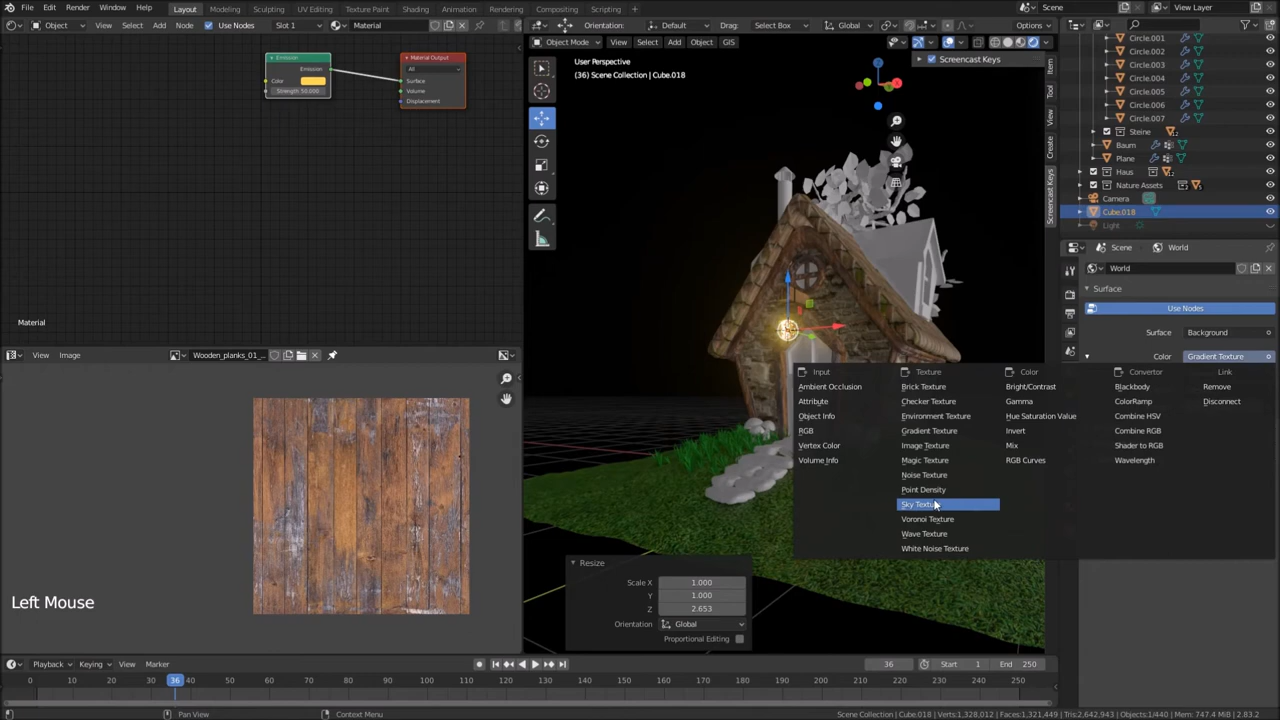 File Edit Render Window Help Layout Modeling Sculpting UV Editing Texture Paint Shading Animation Rendering Compositing Scripting Scene View Layer
Object View Select Add Node Use Nodes Slot 1 Material
Orientation: Default Drag: Select Box Global Options
Object Mode View Select Add Object GIS
Emission
Emission
Color
Strength 50.000
Material Output
All
Surface
Volume
Displacement
Material
User Perspective
(36) Scene Collection | Cube.018
Screencast Keys
Item
Tool
View
Create
Screencast Keys
Circle.001
Circle.002
Circle.003
Circle.004
Circle.005
Circle.006
Circle.007
Steine
Baum
Plane
Haus
Nature Assets
Camera
Cube.018
Light
Scene World
World
Surface
Use Nodes
Surface Background
Color Gradient Texture
Input
Ambient Occlusion
Attribute
Object Info
RGB
Vertex Color
Volume Info
Texture
Brick Texture
Checker Texture
Environment Texture
Gradient Texture
Image Texture
Magic Texture
Noise Texture
Point Density
Sky Texture
Voronoi Texture
Wave Texture
White Noise Texture
Color
Bright/Contrast
Gamma
Hue Saturation Value
Invert
Mix
RGB Curves
Convertor
Blackbody
ColorRamp
Combine HSV
Combine RGB
Shader to RGB
Wavelength
Link
Remove
Disconnect
View Image Wooden_planks_01_...
Left Mouse
Resize
Scale X 1.000
Y 1.000
Z 2.653
Orientation Global
Proportional Editing
Playback Keying View Marker 36 Start 1 End 250
0 10 20 30 36 40 50 60 70 80 90 100 110 120 130 140 150 160 170 180 190 200 210 220 230 240 250
Pan View Context Menu Scene Collection | Cube.018 | Verts:1,328,012 | Faces:1,321,449 | Tris:2,642,943 | Objects:1/440 | Mem: 747.4 MiB | 2.83.2